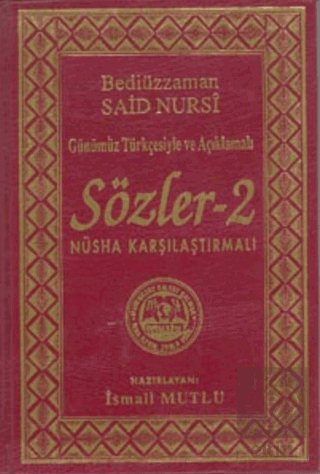 Bediüzzaman
SAİD NURSÎ
Günümüz Türkçesiyle ve Açıklamalı
Sözler-2
NÜSHA KARŞILAŞTIRMALI
HAZIRLAYAN:
İsmail MUTLU